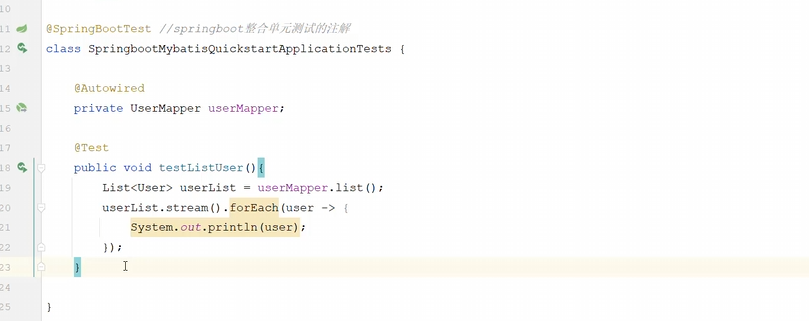 10
11 @SpringBootTest //springboot整合单元测试的注解
12 class SpringbootMybatisQuickstartApplicationTests {
13
14 @Autowired
15 private UserMapper userMapper;
16
17 @Test
18 public void testListUser(){
19 List<User> userList = userMapper.list();
20 userList.stream().forEach(user -> {
21 System.out.println(user);
22 });
23 }
24
25 }